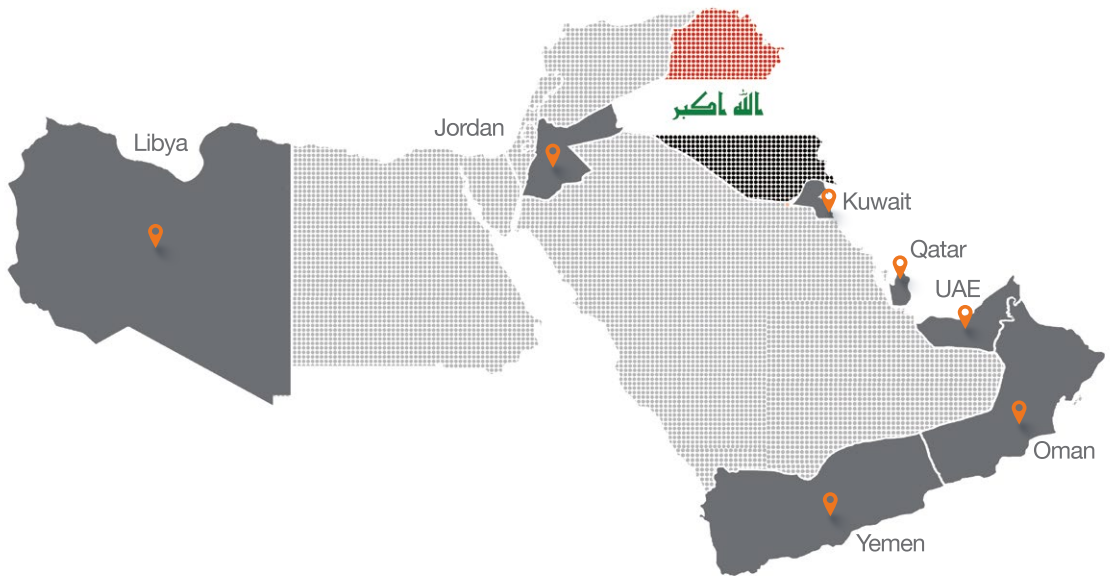 الله اكبر
Jordan
Libya
Kuwait
Qatar
UAE
Oman
Yemen